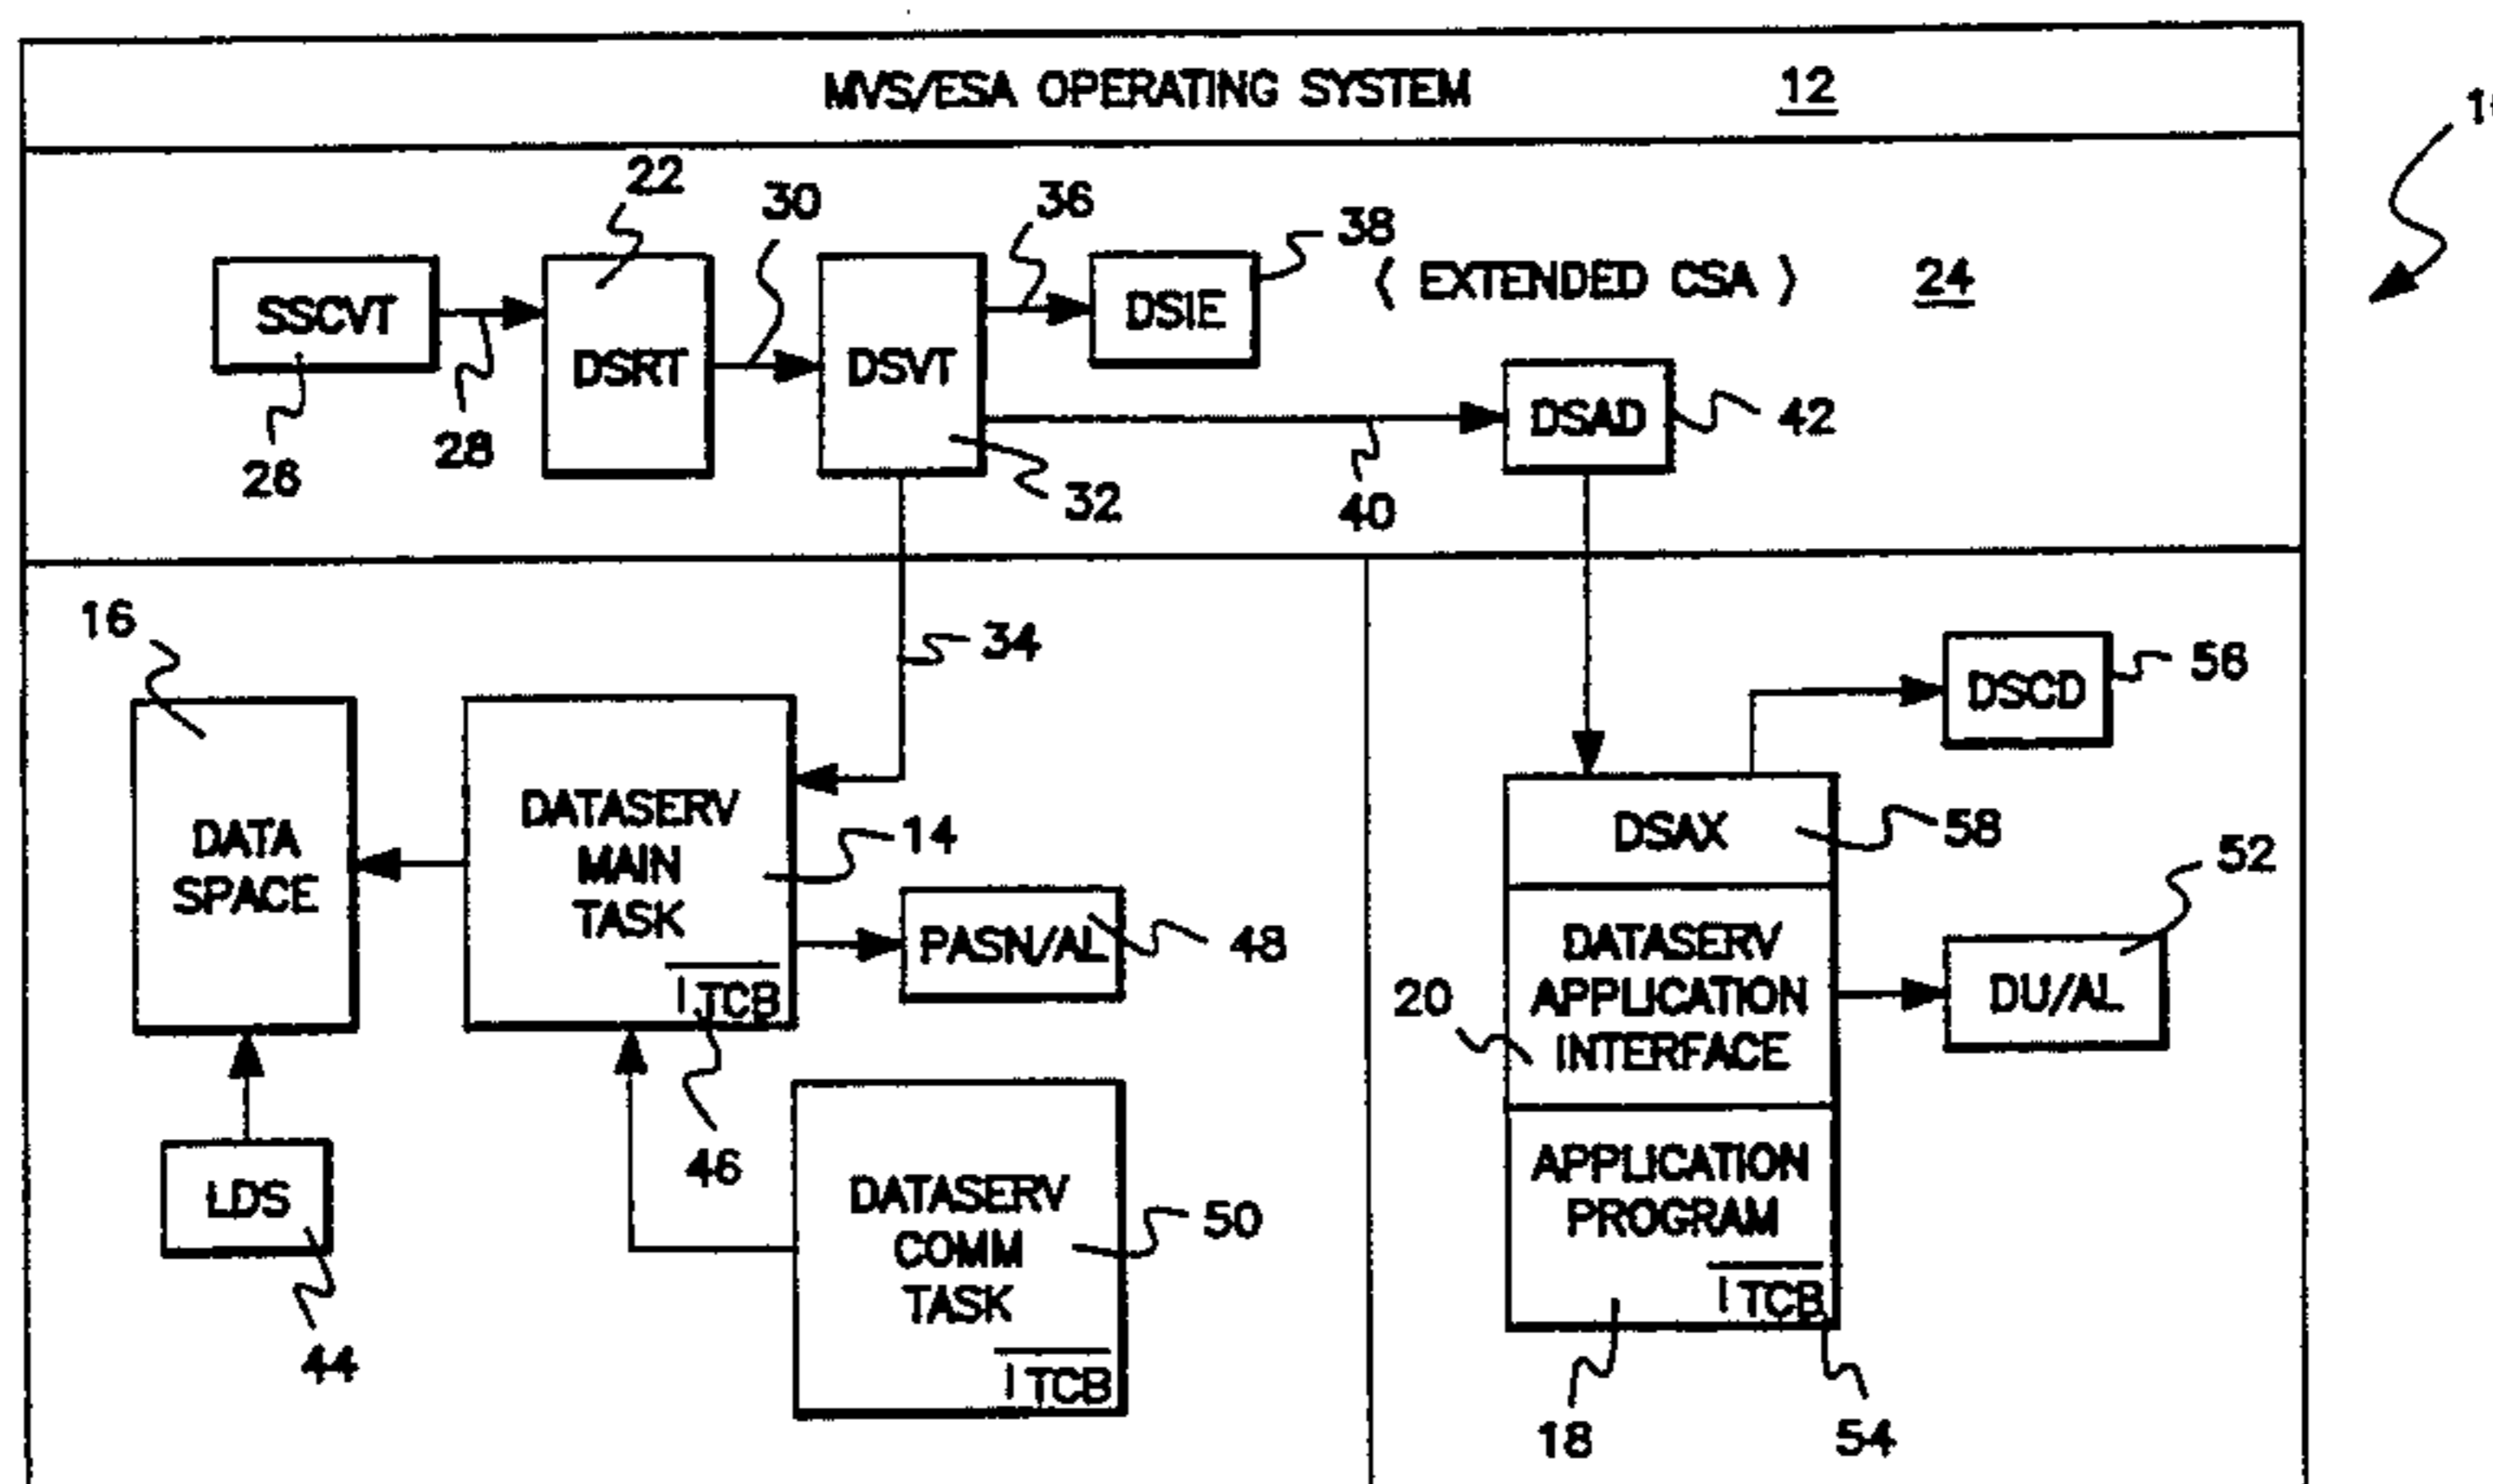 MVS/ESA OPERATING SYSTEM 12
22
30
36
38
( EXTENDED CSA ) 24
SSCVT
DSRT
DSVT
DSIE
DSAD
42
28
26
32
40
16
34
56
DSCD
DATA
SPACE
DATASERV
MAIN
TASK
TCB
14
PASN/AL
48
DSAX
58
52
DATASERV
APPLICATION
INTERFACE
20
DU/AL
LDS
44
46
DATASERV
COMM
TASK
TCB
50
APPLICATION
PROGRAM
TCB
18
54